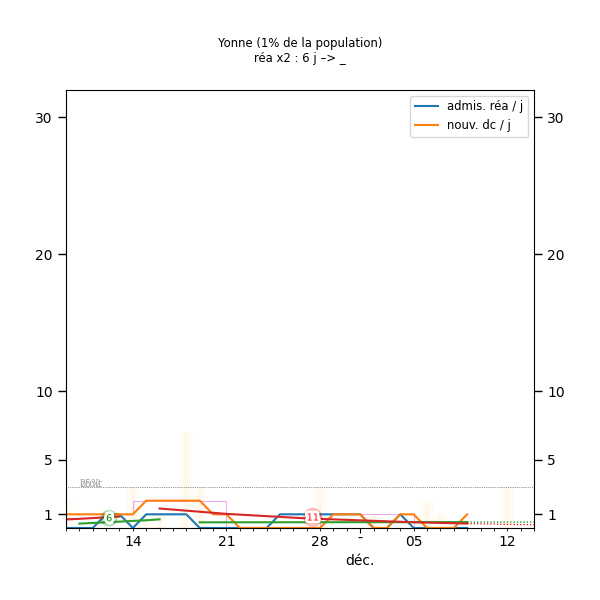 Yonne (1% de la population)
réa x2 : 6 j –> _
admis. réa / j
nouv. dc / j
30 30
20 20
10 10
5 5
1 1
6
11
14 21 28 - 05 12
déc.